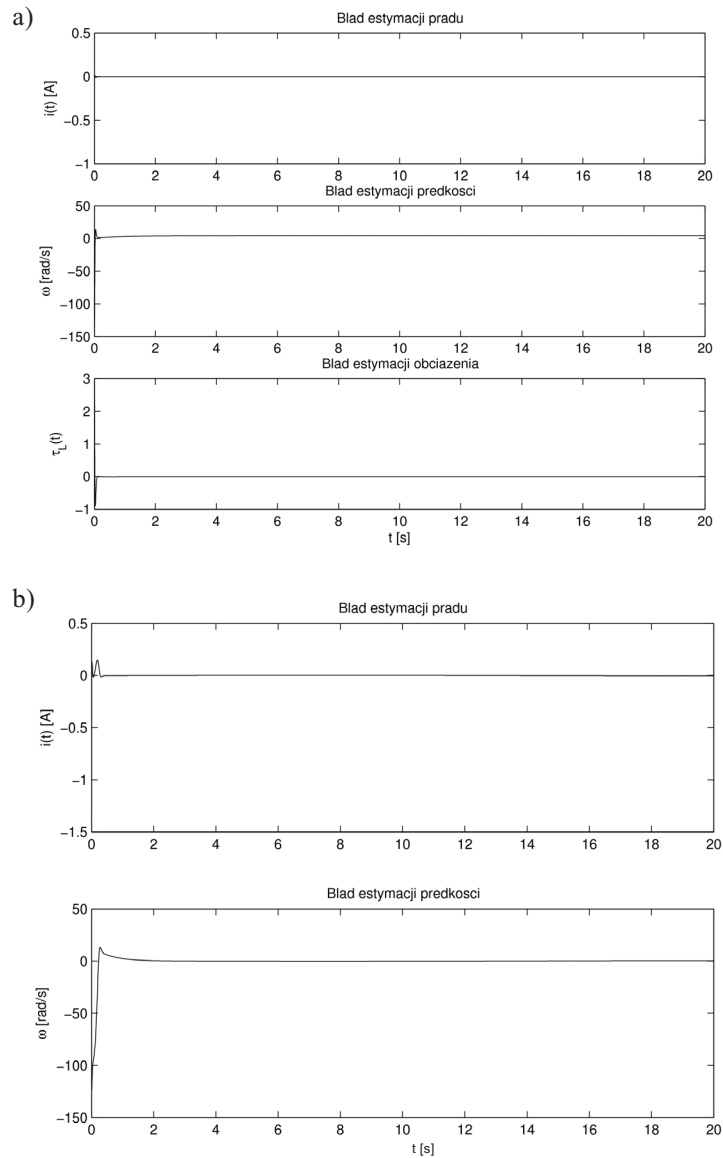 a)
Blad estymacji pradu
0.5
0
−0.5
−1
i(t) [A]
0 2 4 6 8 10 12 14 16 18 20
Blad estymacji predkosci
50
0
−50
−100
−150
ω [rad/s]
0 2 4 6 8 10 12 14 16 18 20
Blad estymacji obciazenia
3
2
1
0
−1
τL(t)
0 2 4 6 8 10 12 14 16 18 20
t [s]
b)
Blad estymacji pradu
0.5
0
−0.5
−1
−1.5
i(t) [A]
0 2 4 6 8 10 12 14 16 18 20
Blad estymacji predkosci
50
0
−50
−100
−150
ω [rad/s]
0 2 4 6 8 10 12 14 16 18 20
t [s]